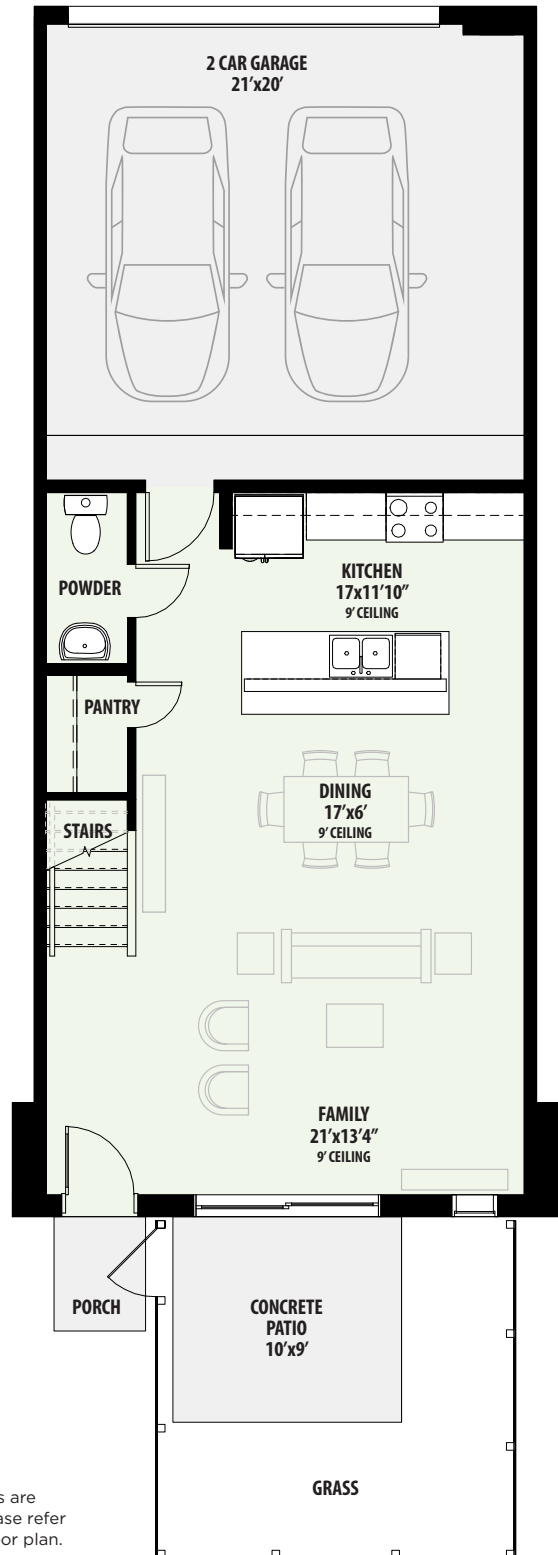 2 CAR GARAGE
21'x20'
POWDER
KITCHEN
17x11'10"
9' CEILING
PANTRY
DINING
17'x6'
9' CEILING
STAIRS
FAMILY
21'x13'4"
9' CEILING
PORCH
CONCRETE
PATIO
10'x9'
GRASS
s are
ase refer
or plan.